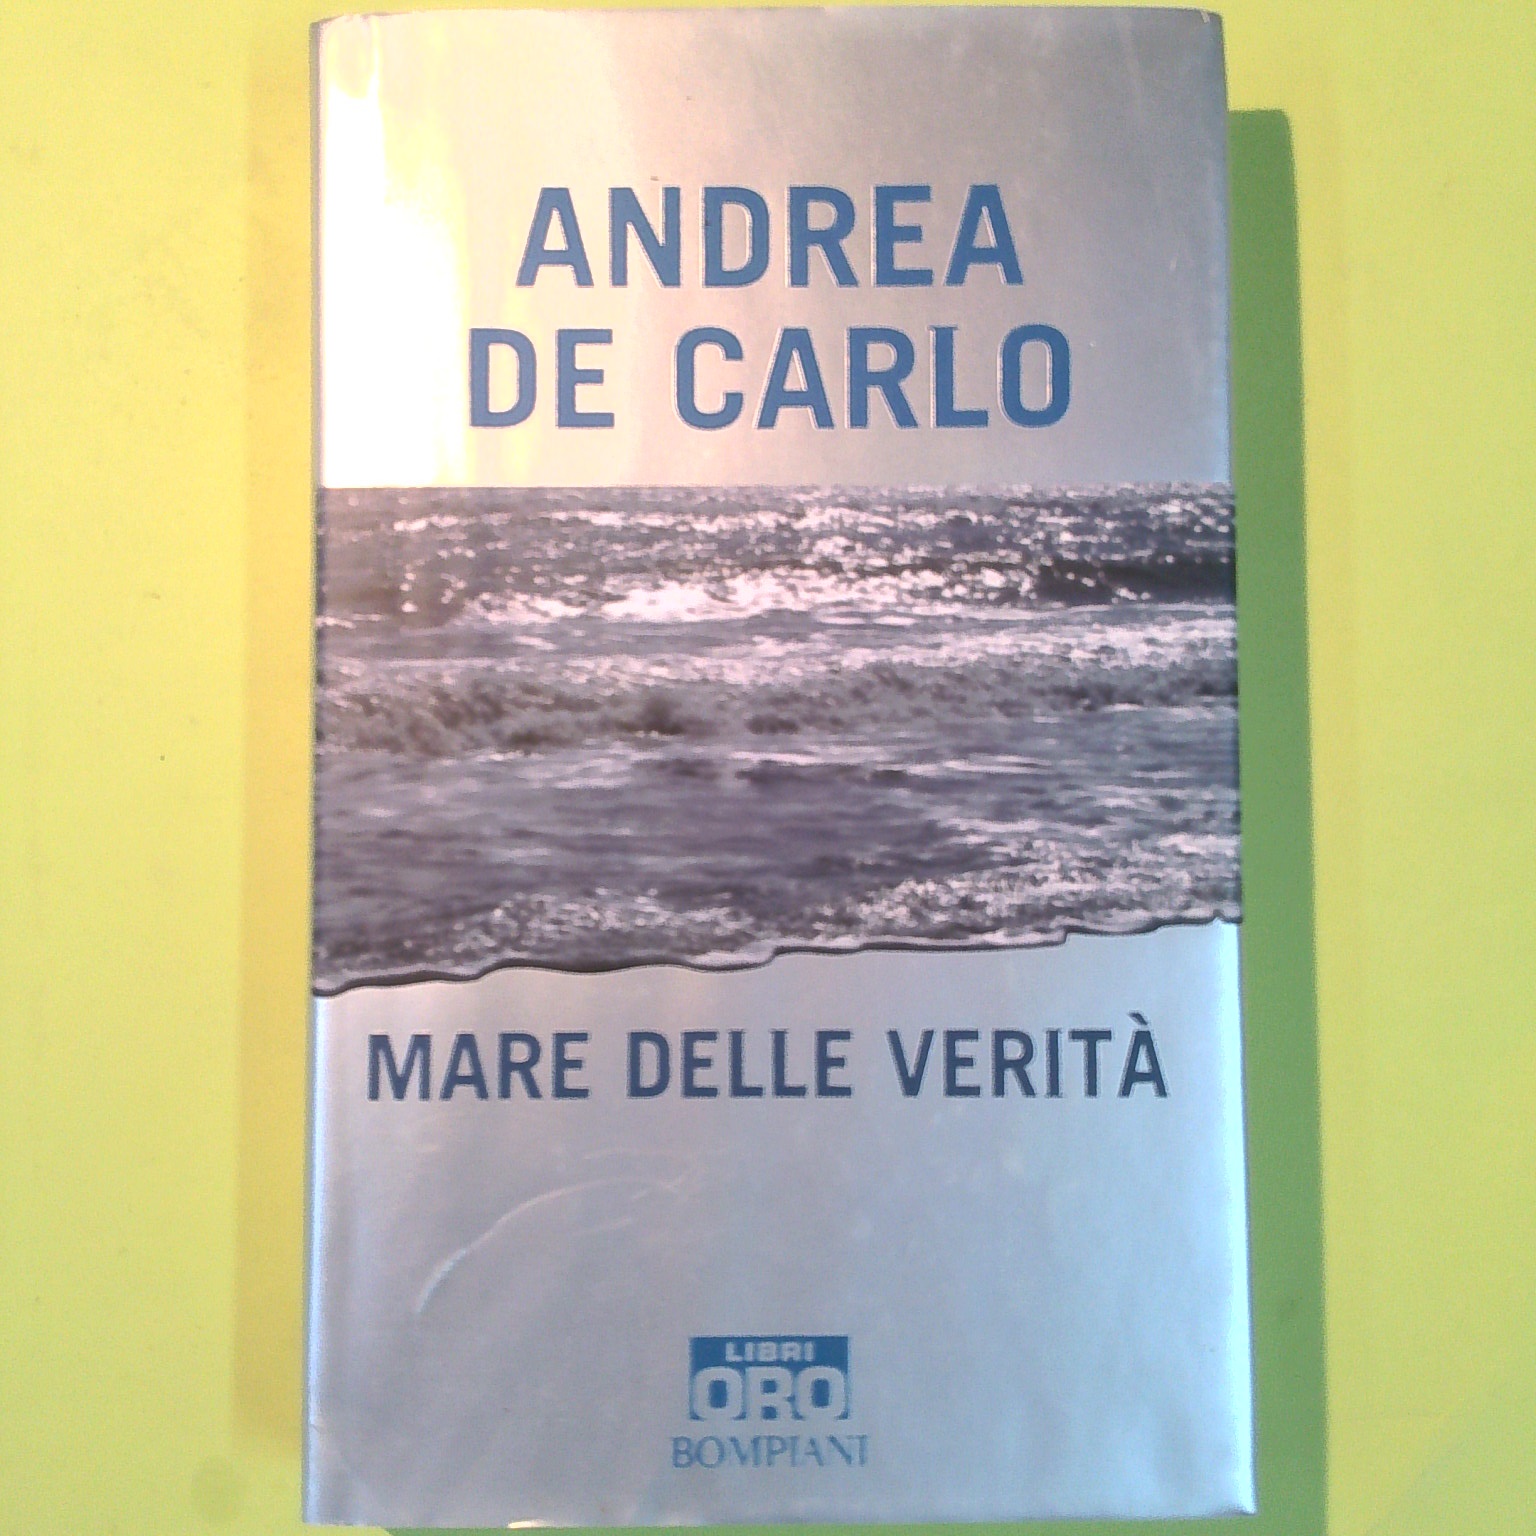 ANDREA
DE CARLO
MARE DELLE VERITÀ
LIBRI
ORO
BOMPIANI